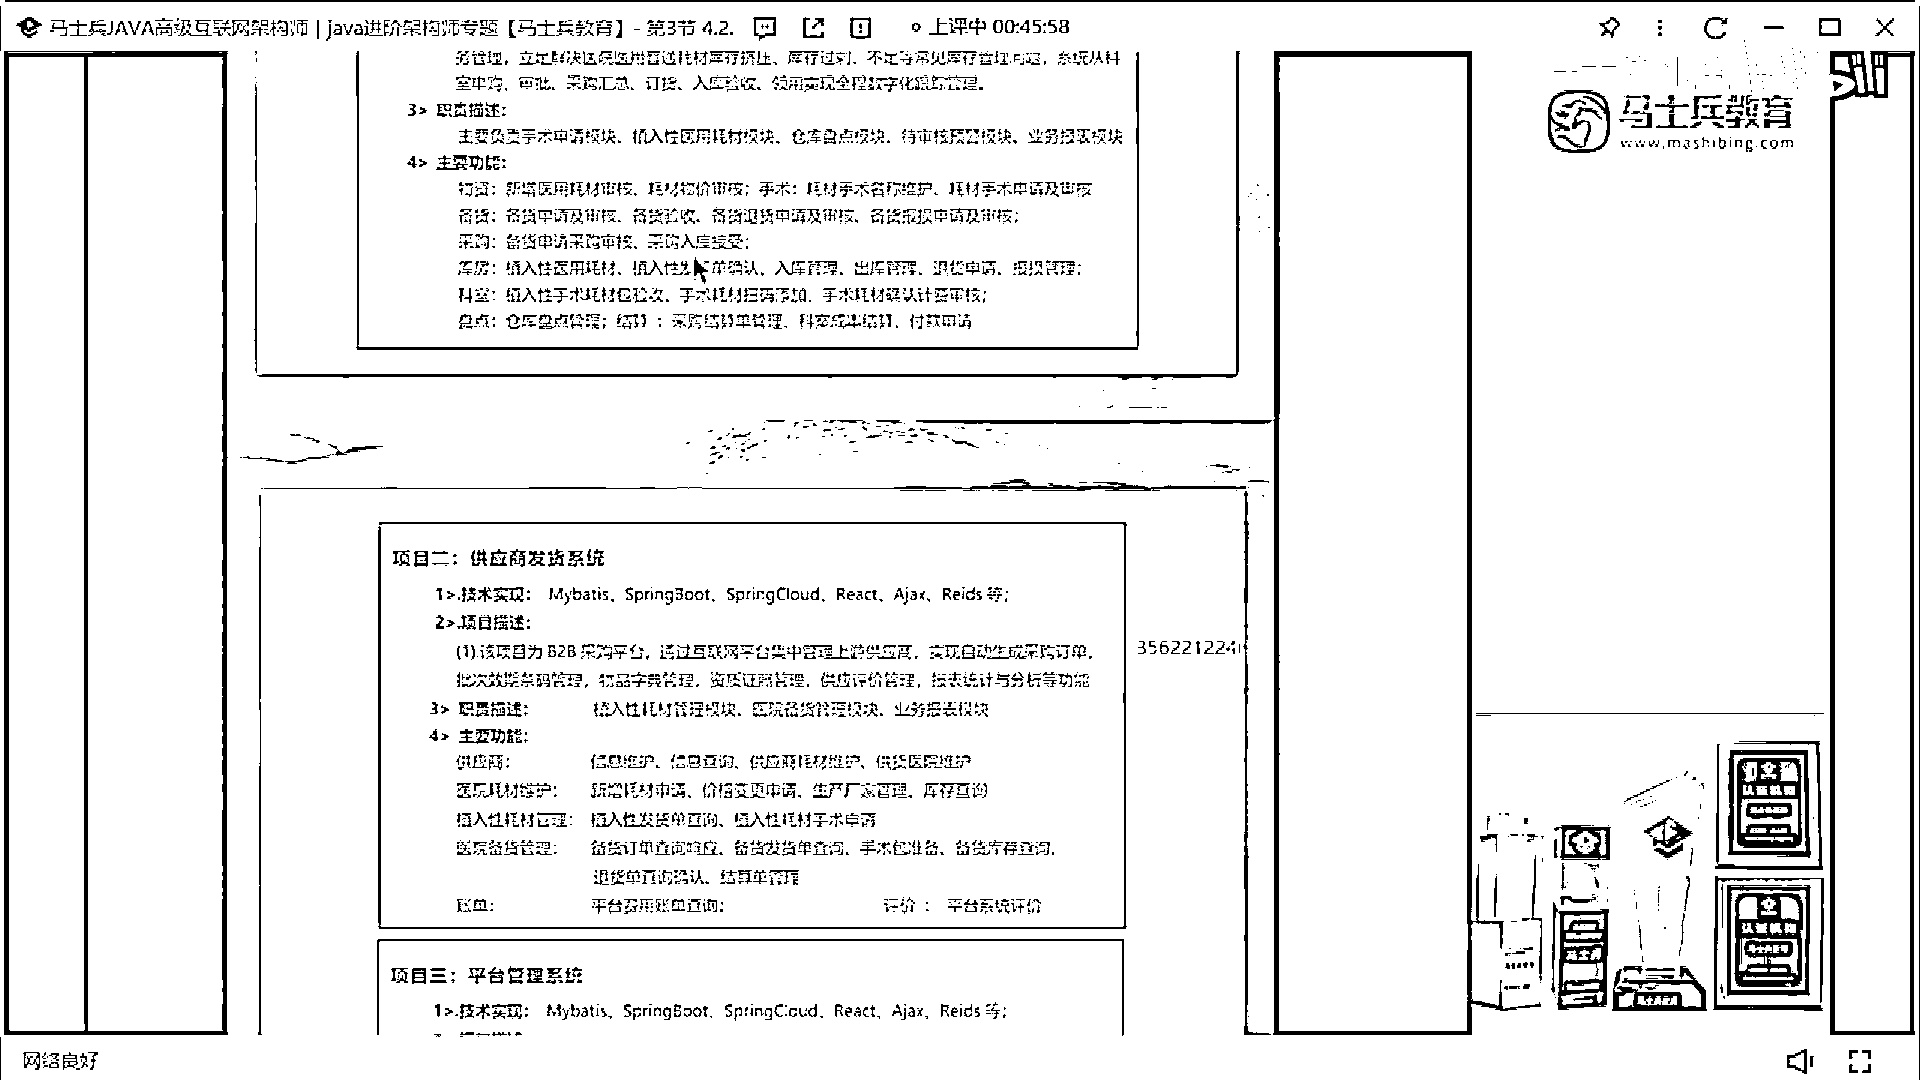 马士兵JAVA高级互联网架构师 | java进阶架构师专题【马士兵教育】- 第3节 4.2. 上评中 00:45:58
务管理，立足解决医院医用普通耗材库存挤压、库存过剩、不足等常见库存管理问题，系统从科
室申购、审批、采购汇总、订货、入库验收、领用实现全程数字化跟踪管理。
3> 职责描述：
主要负责手术申请模块、植入性医用耗材模块、仓库盘点模块、待审核预警模块、业务报表模块
4> 主要功能：
物资：新增医用耗材审核、耗材物价审核；手术：耗材手术名称维护、耗材手术申请及审核
备货：备货申请及审核、备货验收、备货退货申请及审核、备货报损申请及审核；
采购：备货申请采购审核、采购入库接受；
库房：植入性医用耗材、植入性发 单确认、入库管理、出库管理、退货申请、报损管理；
科室：植入性手术耗材包验收、手术耗材扫码添加、手术耗材确认计费审核；
盘点：仓库盘点管理；结算 ：采购结算单管理、科室成本结算、付款申请
马士兵教育
www.mashibing.com
项目二：供应商发货系统
1>.技术实现： Mybatis、SpringBoot、SpringCloud、React、Ajax、Reids 等；
2>.项目描述：
(1).该项目为 B2B 采购平台，通过互联网平台集中管理上游供应商，实现自动生成采购订单，
批次效期条码管理，物品字典管理，资质证照管理，供应评价管理，报表统计与分析等功能
356221224
3> 职责描述： 植入性耗材管理模块、医院备货管理模块、业务报表模块
4> 主要功能：
供应商： 信息维护、信息查询、供应商耗材维护、供货医院维护
医院耗材维护： 新增耗材申请、价格变更申请、生产厂家管理、库存查询
植入性耗材管理： 植入性发货单查询、植入性耗材手术申请
医院备货管理： 备货订单查询响应、备货发货单查询、手术包准备、备货库存查询、
退货单查询确认、结算单管理
账单： 平台费用账单查询； 评价 ： 平台系统评价
项目三：平台管理系统
1>.技术实现： Mybatis、SpringBoot、SpringCloud、React、Ajax、Reids 等；
网络良好